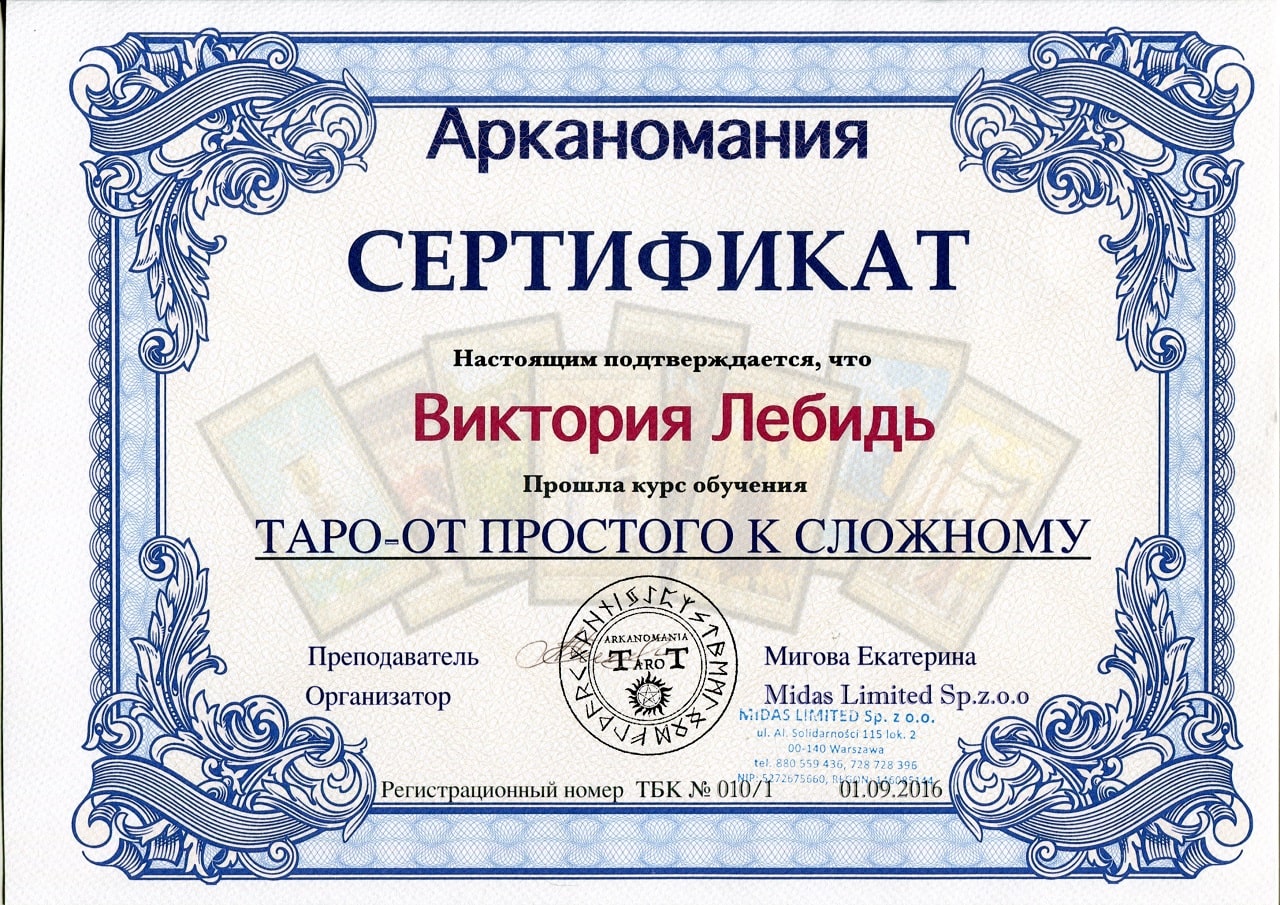 Арканомания
СЕРТИФИКАТ
Настоящим подтверждается, что
Виктория Лебидь
Прошла курс обучения
ТАРО-ОТ ПРОСТОГО К СЛОЖНОМУ
ARKANOMANIA
TAROT
Преподаватель
Мигова Екатерина
Организатор
Midas Limited Sp.z.o.o
MIDAS LIMITED Sp. z o.o.
ul. Al. Solidarności 115 lok. 2
00-140 Warszawa
tel. 880 559 436, 728 728 396
NIP: 5272675660, REGON: 146085144
Регистрационный номер ТБК № 010/1 01.09.2016